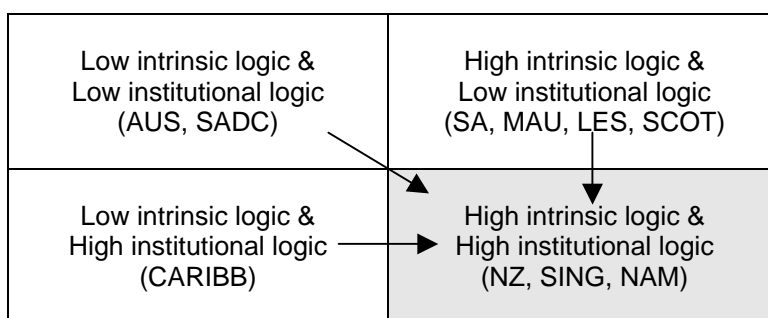 Low intrinsic logic &
Low institutional logic
(AUS, SADC)
High intrinsic logic &
Low institutional logic
(SA, MAU, LES, SCOT)
Low intrinsic logic &
High institutional logic
(CARIBB)
High intrinsic logic &
High institutional logic
(NZ, SING, NAM)